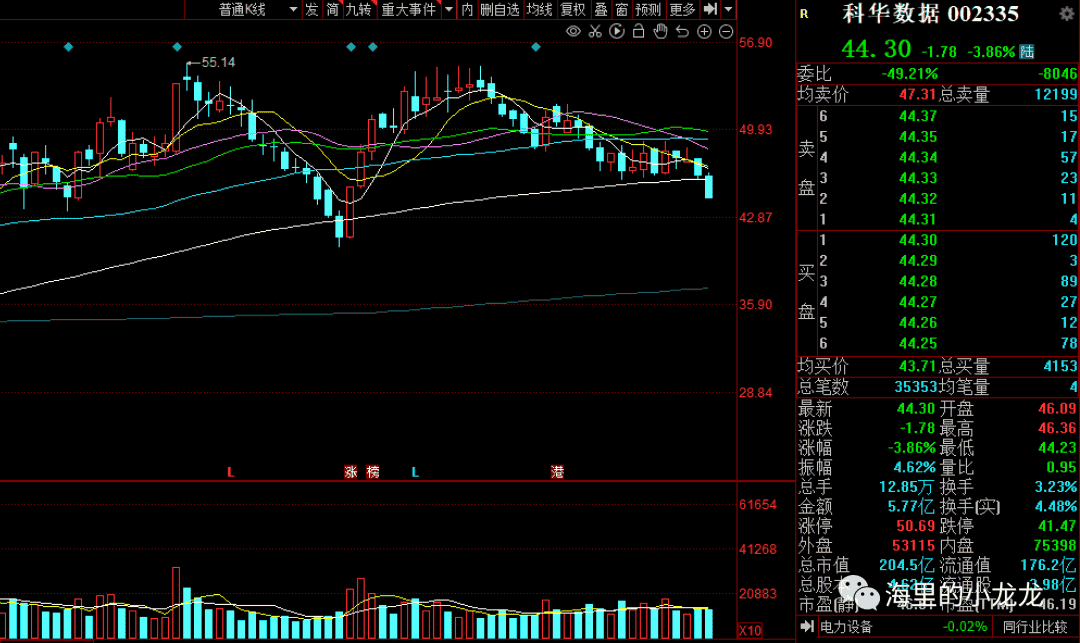 普通K线 发 简 九转 重大事件 内 删自选 均线 复权 叠 窗 预测 更多
R 科华数据 002335
44.30 -1.78 -3.86% 陆
委比 -49.21% -8046
均卖价 47.31 总卖量 12199
卖盘
6 44.37 15
5 44.35 17
4 44.34 57
3 44.33 23
2 44.32 11
1 44.31 4
买盘
1 44.30 120
2 44.29 3
3 44.28 89
4 44.27 27
5 44.26 12
6 44.25 78
均买价 43.71 总买量 4153
总笔数 35353 均笔量 4
最新 44.30 开盘 46.09
涨跌 -1.78 最高 46.36
涨幅 -3.86% 最低 44.23
振幅 4.62% 量比 0.95
总手 12.85万 换手 3.23%
金额 5.77亿 换手(实) 4.48%
涨停 50.69 跌停 41.47
外盘 53115 内盘 75398
总市值 204.5亿 流通值 176.2亿
总股本 4.62亿 流通股 3.98亿
市盈(静) 市盈(TTM) 46.19
电力设备 -0.02% 同行业比较
海里的小龙龙
56.90
55.14
49.93
42.87
35.90
28.84
L 涨 榜 L 港
61654
41268
20883
X10